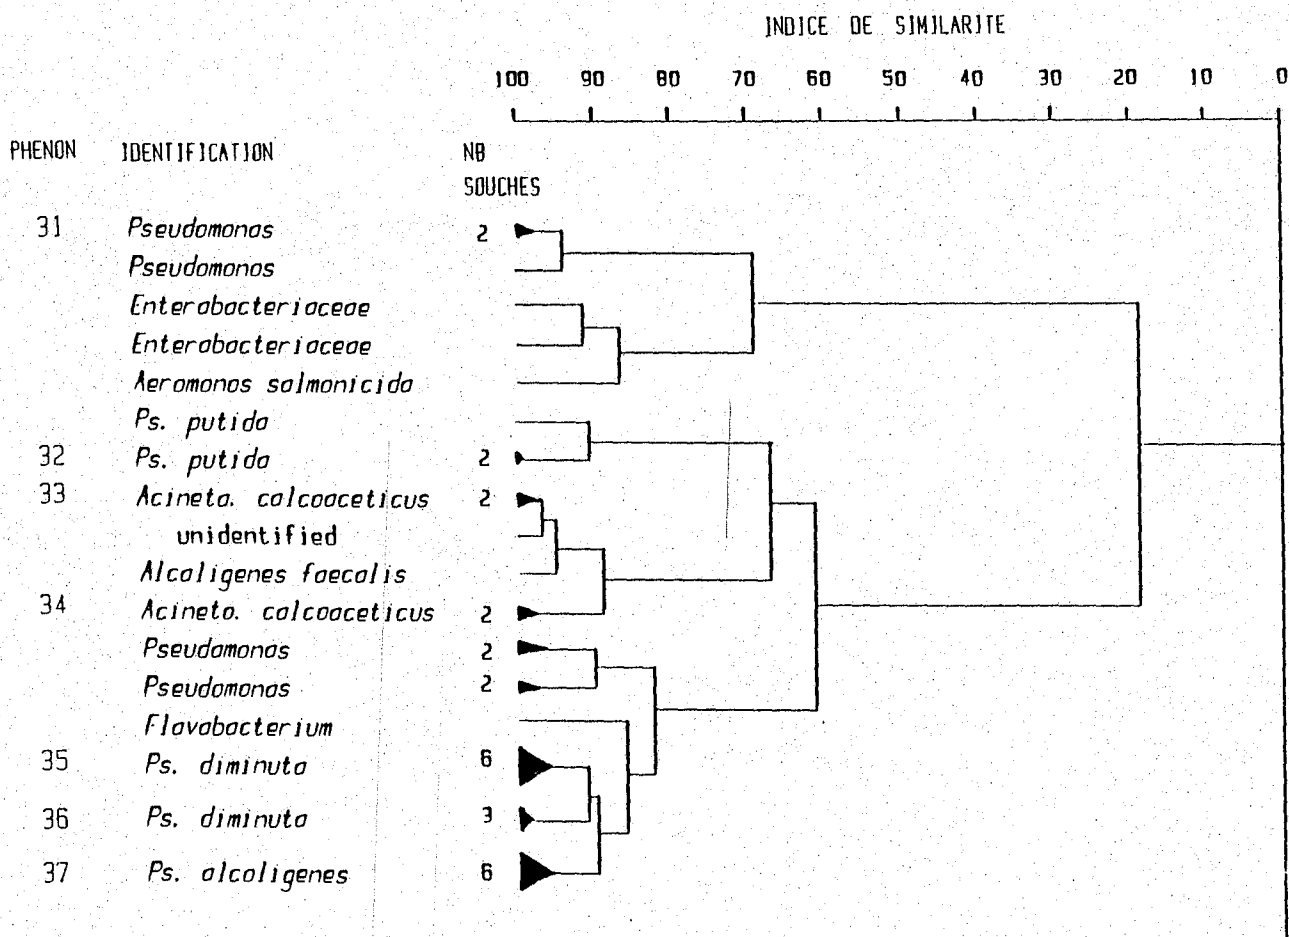 INDICE DE SIMILARITE
100 90 80 70 60 50 40 30 20 10 0
PHENON IDENTIFICATION NB
SOUCHES
31 Pseudomonas 2
Pseudomonas
Enterobacteriaceae
Enterobacteriaceae
Aeromonas salmonicida
Ps. putida
32 Ps. putida 2
33 Acineto. calcoaceticus 2
unidentified
Alcaligenes faecalis
34 Acineto. calcoaceticus 2
Pseudomonas 2
Pseudomonas 2
Flavobacterium
35 Ps. diminuta 6
36 Ps. diminuta 3
37 Ps. alcaligenes 6